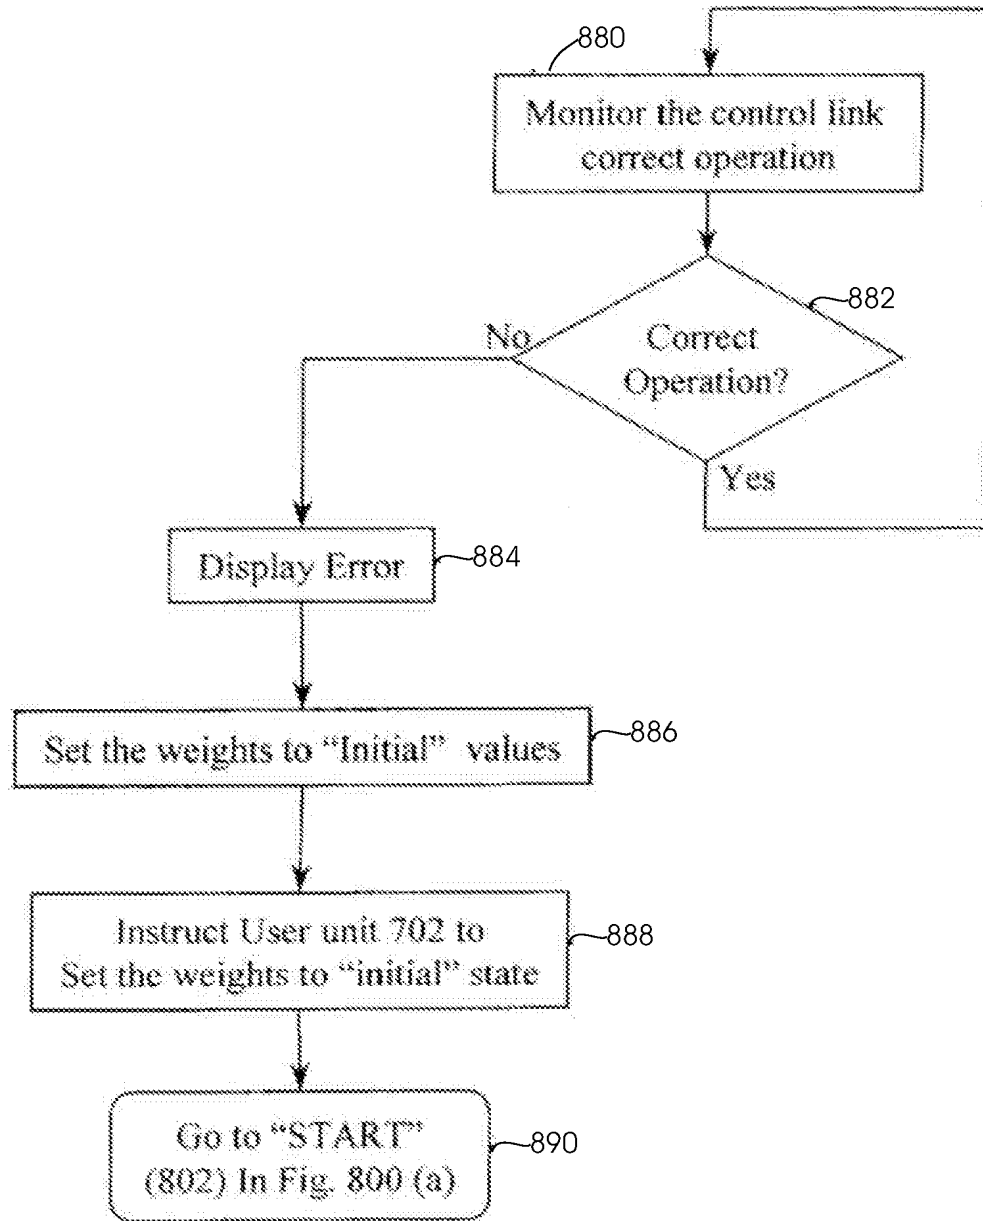 880
Monitor the control link
correct operation
882
No
Correct
Operation?
Yes
Display Error
884
Set the weights to “Initial” values
886
Instruct User unit 702 to
Set the weights to “initial” state
888
Go to “START”
(802) In Fig. 800 (a)
890